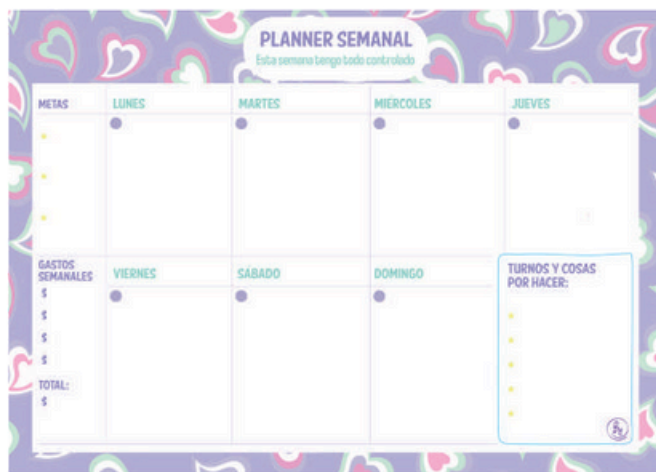 PLANNER SEMANAL
Esta semana tengo todo controlado
METAS
LUNES
MARTES
MIÉRCOLES
JUEVES
GASTOS
SEMANALES
$
$
$
$
TOTAL:
$
VIERNES
SÁBADO
DOMINGO
TURNOS Y COSAS
POR HACER: